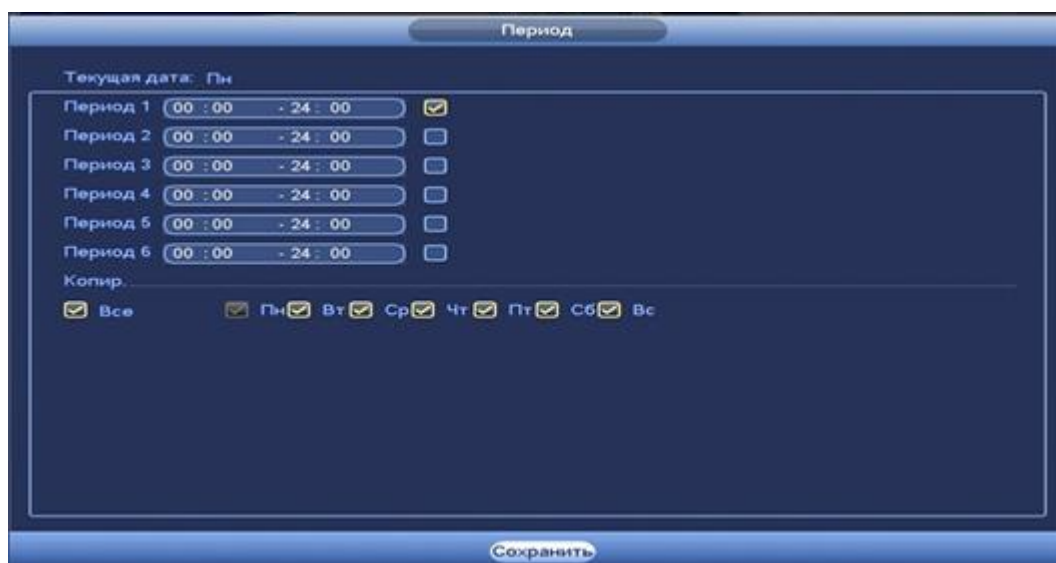 Период
Текущая дата: Пн
Период 1 00 : 00 - 24 : 00
Период 2 00 : 00 - 24 : 00
Период 3 00 : 00 - 24 : 00
Период 4 00 : 00 - 24 : 00
Период 5 00 : 00 - 24 : 00
Период 6 00 : 00 - 24 : 00
Копир.
Все Пн Вт Ср Чт Пт Сб Вс
Сохранить